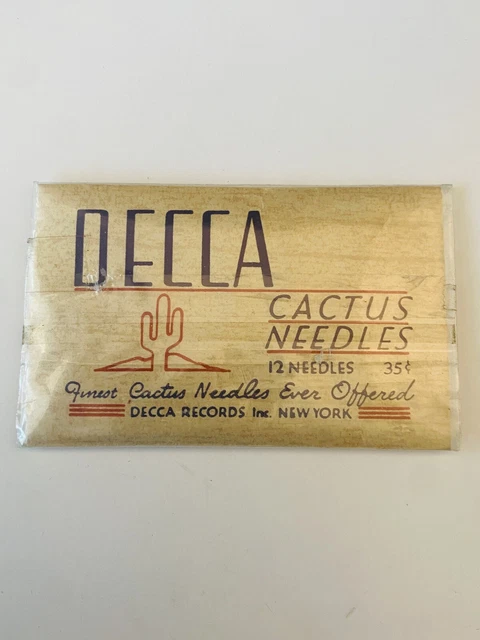 DECCA
CACTUS
NEEDLES
12 NEEDLES 35¢
Finest Cactus Needles Ever Offered
DECCA RECORDS Inc. NEW YORK